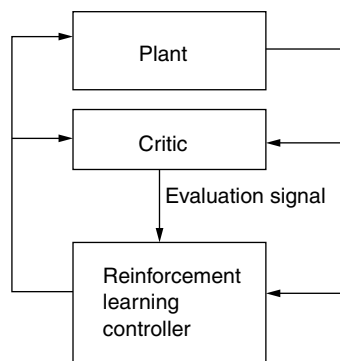 Plant
Critic
Evaluation signal
Reinforcement
learning
controller